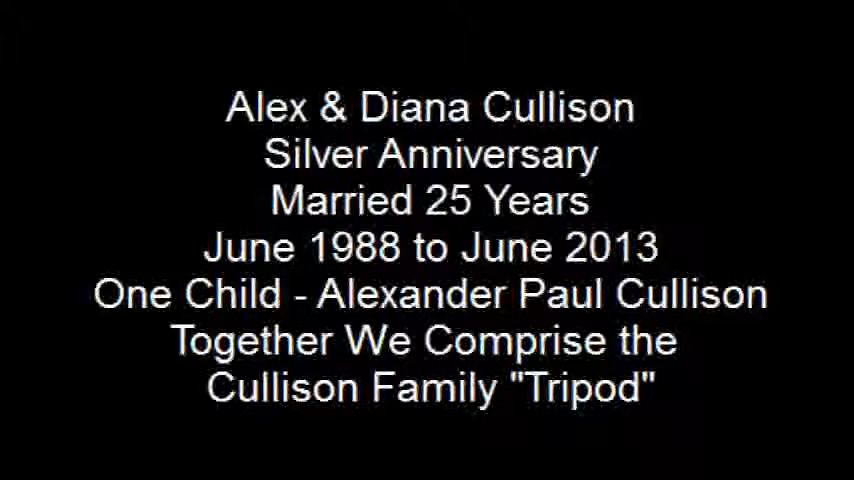 Alex & Diana Cullison
Silver Anniversary
Married 25 Years
June 1988 to June 2013
One Child - Alexander Paul Cullison
Together We Comprise the
Cullison Family "Tripod"